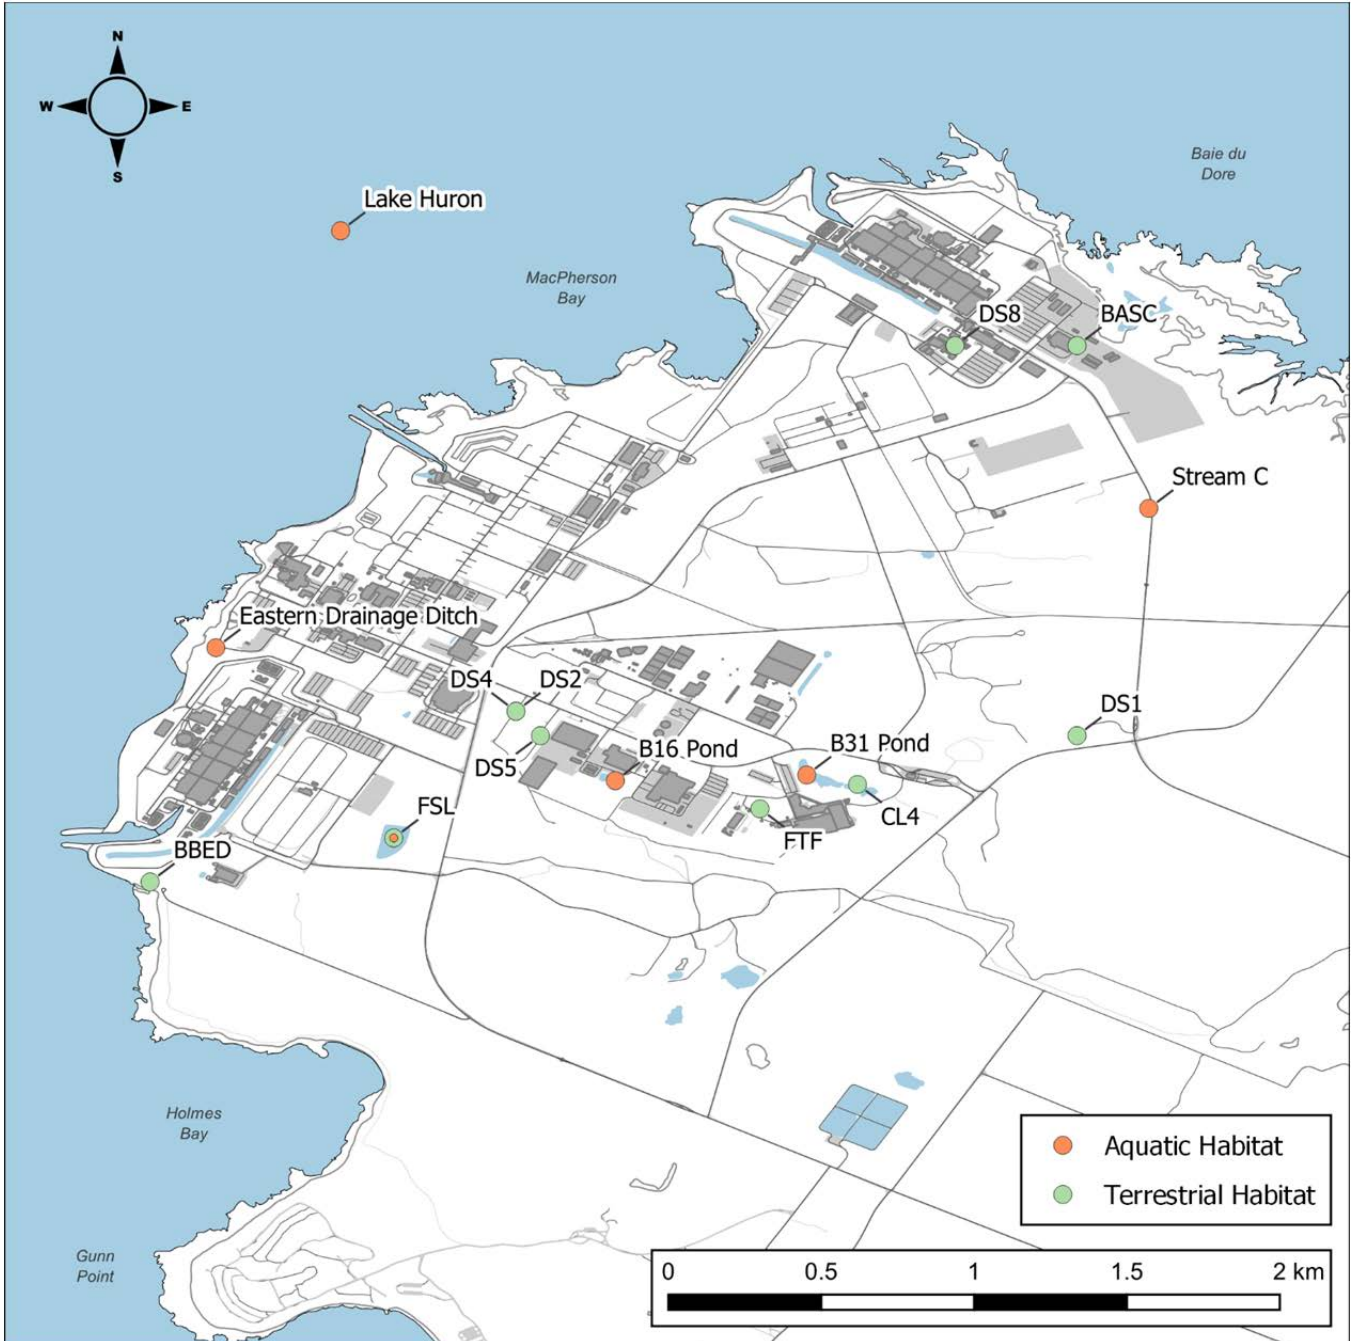 N
W E
S
Baie du
Dore
Lake Huron
MacPherson
Bay
DS8
BASC
Stream C
Eastern Drainage Ditch
DS4
DS2
DS1
B16 Pond
B31 Pond
DS5
FSL
CL4
FTF
BBED
Holmes
Bay
Aquatic Habitat
Terrestrial Habitat
Gunn
Point
0 0.5 1 1.5 2 km